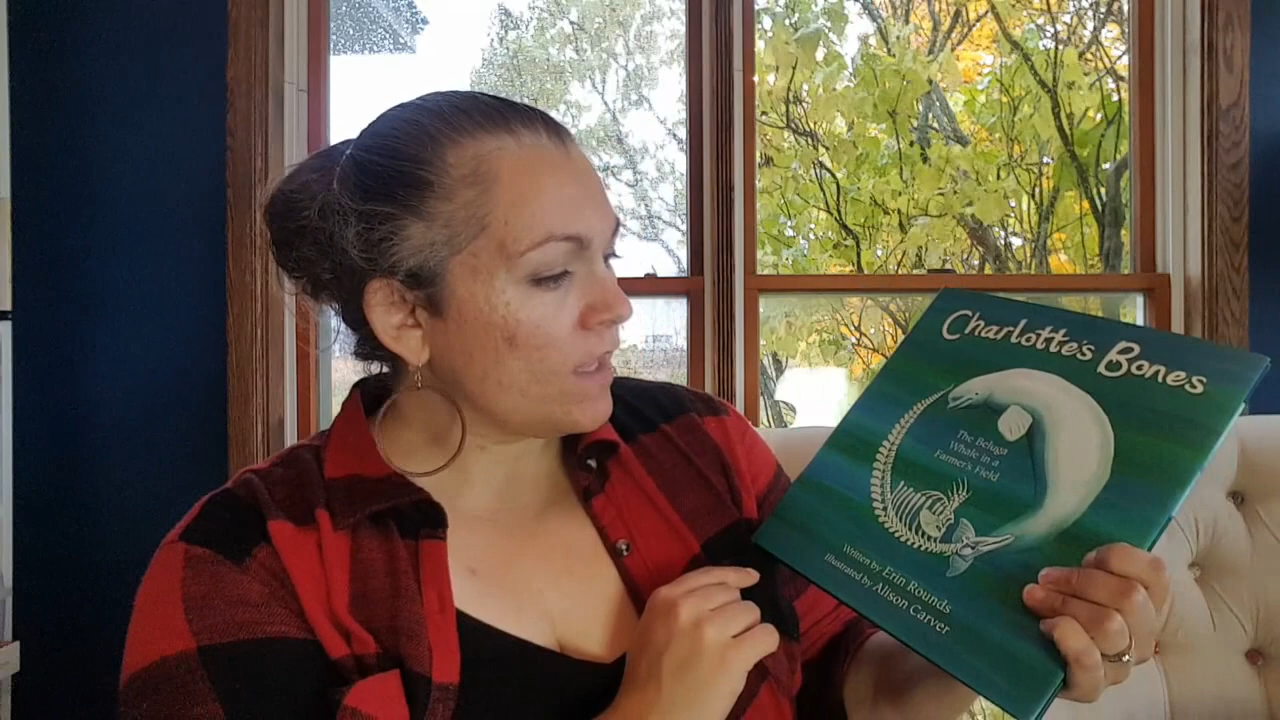 Charlotte's Bones
The Beluga
Whale in a
Farmer's Field
Written by Erin Rounds
Illustrated by Alison Carver